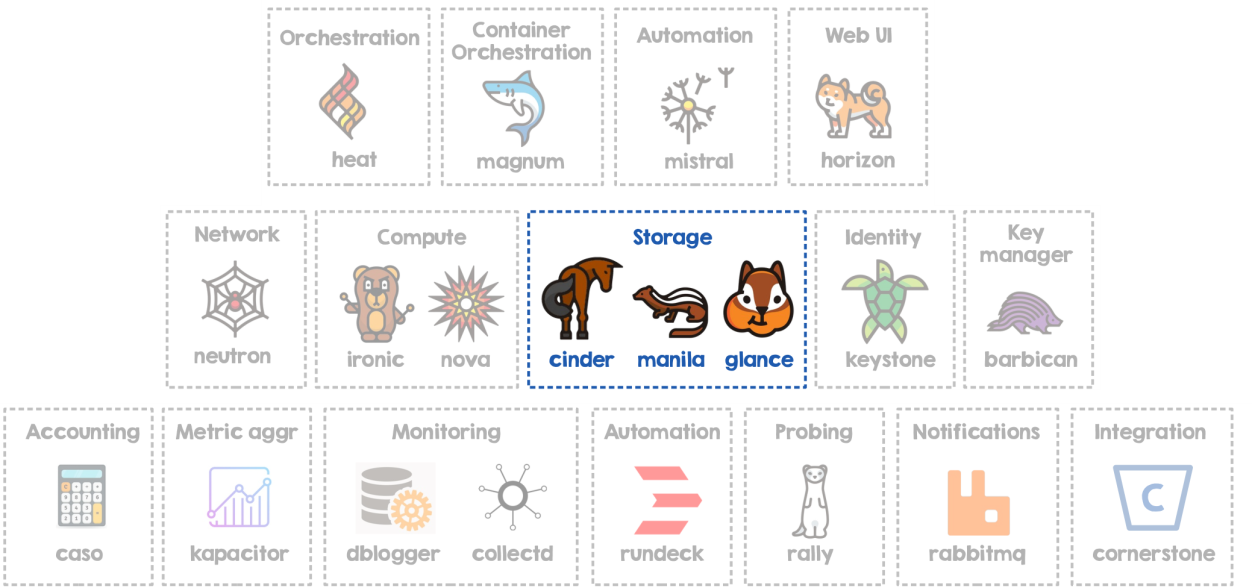 Orchestration
Container
Orchestration
Automation
Web UI
heat
magnum
mistral
horizon
Network
Compute
Storage
Identity
Key
manager
neutron
ironic
nova
cinder
manila
glance
keystone
barbican
Accounting
Metric aggr
Monitoring
Automation
Probing
Notifications
Integration
C
caso
kapacitor
dblogger
collectd
rundeck
rally
rabbitmq
cornerstone